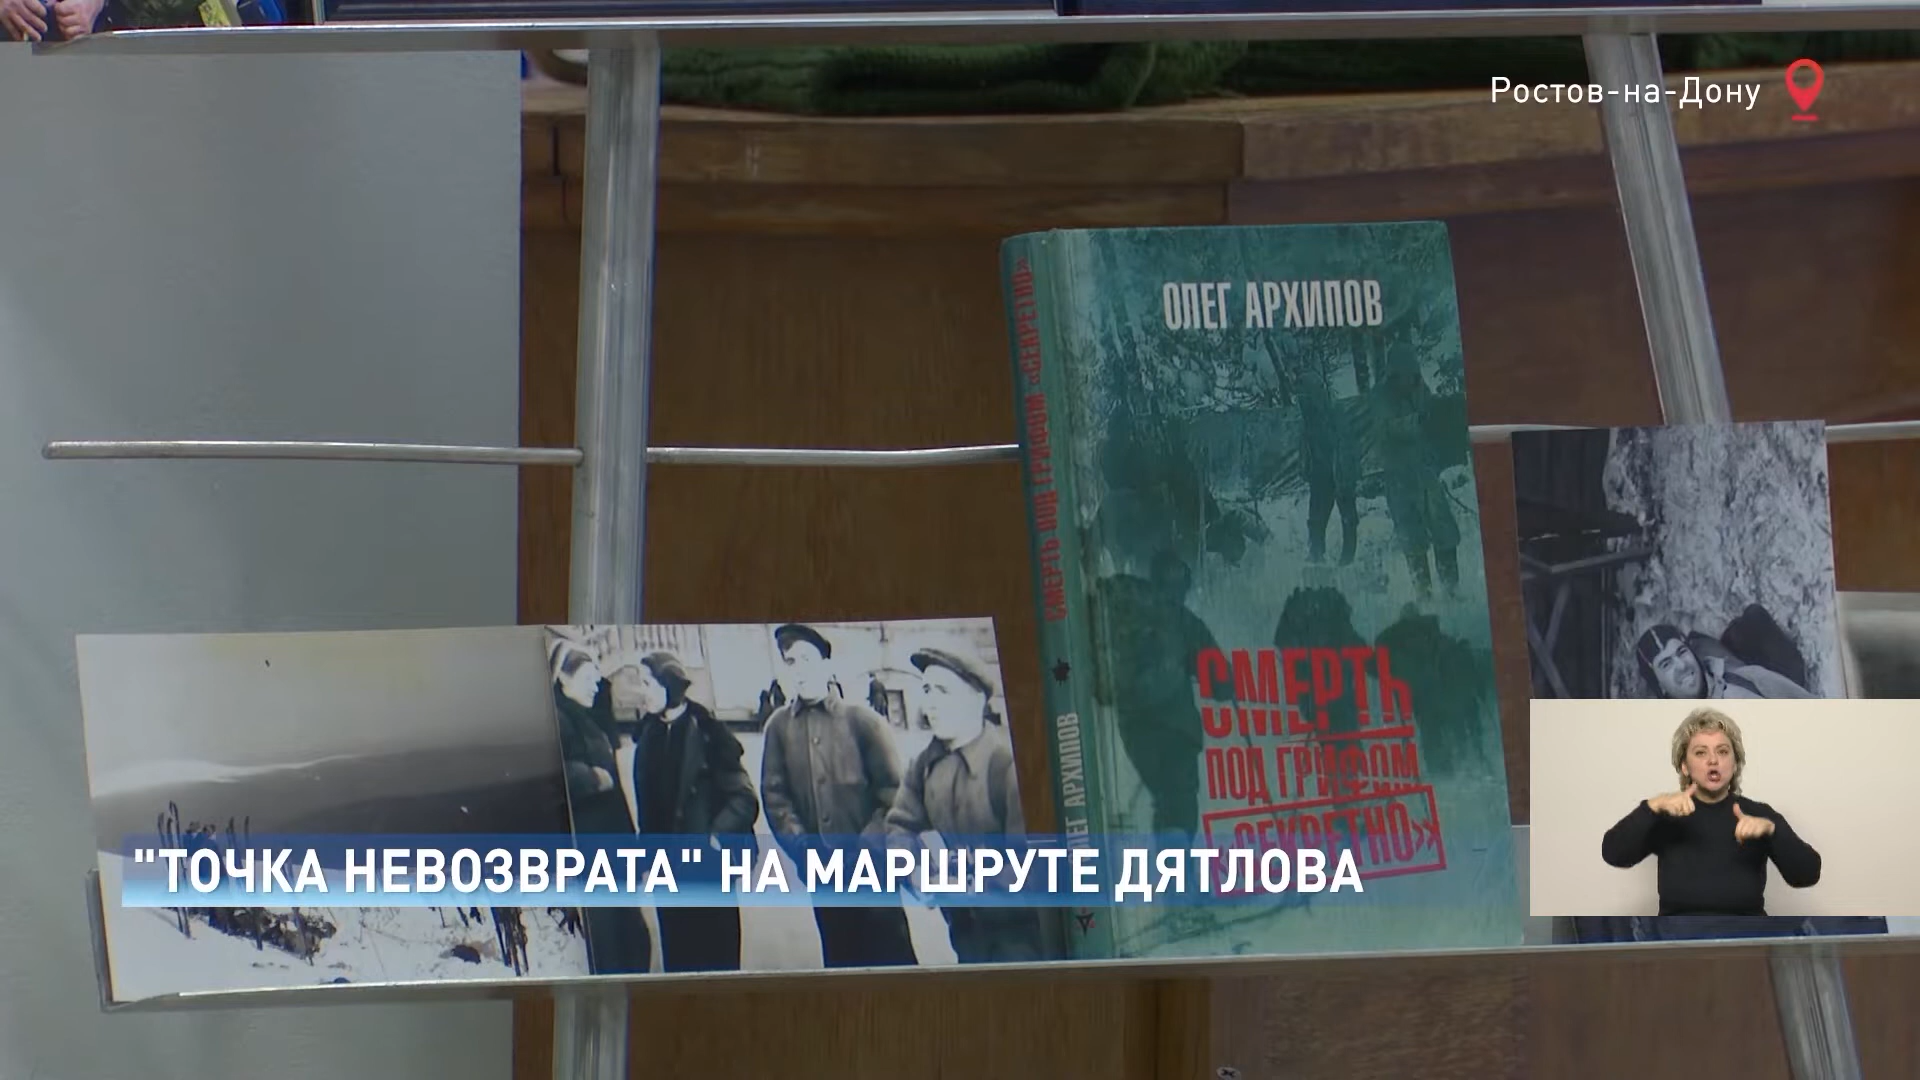 Ростов-на-Дону
ОЛЕГ АРХИПОВ
СМЕРТЬ ПОД ГРИФОМ «СЕКРЕТНО»
ОЛЕГ АРХИПОВ
СМЕРТЬ
ПОД ГРИФОМ
«СЕКРЕТНО»
"ТОЧКА НЕВОЗВРАТА" НА МАРШРУТЕ ДЯТЛОВА